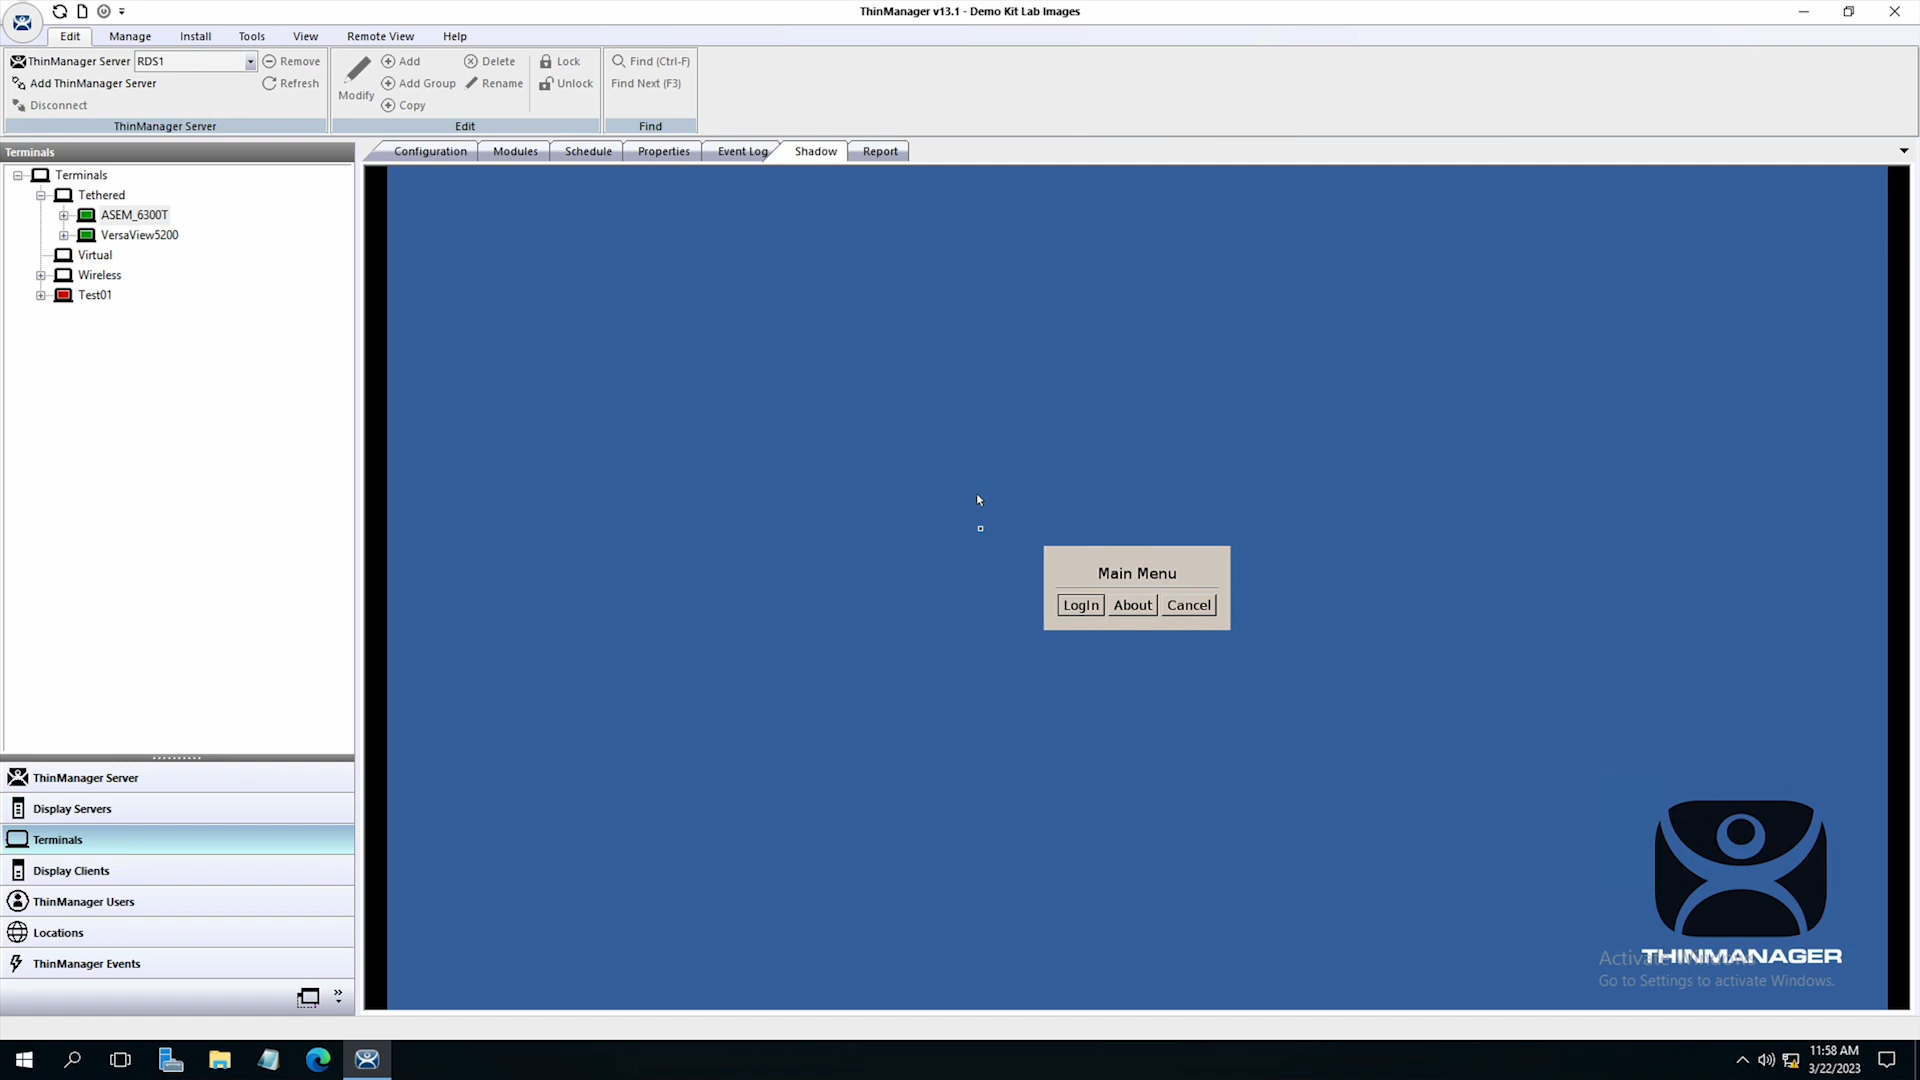 ThinManager v13.1 - Demo Kit Lab Images
Edit Manage Install Tools View Remote View Help
ThinManager Server RDS1 Remove
Add ThinManager Server Refresh
Disconnect
ThinManager Server
Modify
Add Delete Lock
Add Group Rename Unlock
Copy
Edit
Find (Ctrl-F)
Find Next (F3)
Find
Terminals
Configuration Modules Schedule Properties Event Log Shadow Report
Terminals
Tethered
ASEM_6300T
VersaView5200
Virtual
Wireless
Test01
Main Menu
LogIn About Cancel
THINMANAGER
Activate Windows
Go to Settings to activate Windows.
ThinManager Server
Display Servers
Terminals
Display Clients
ThinManager Users
Locations
ThinManager Events
11:58 AM
3/22/2023